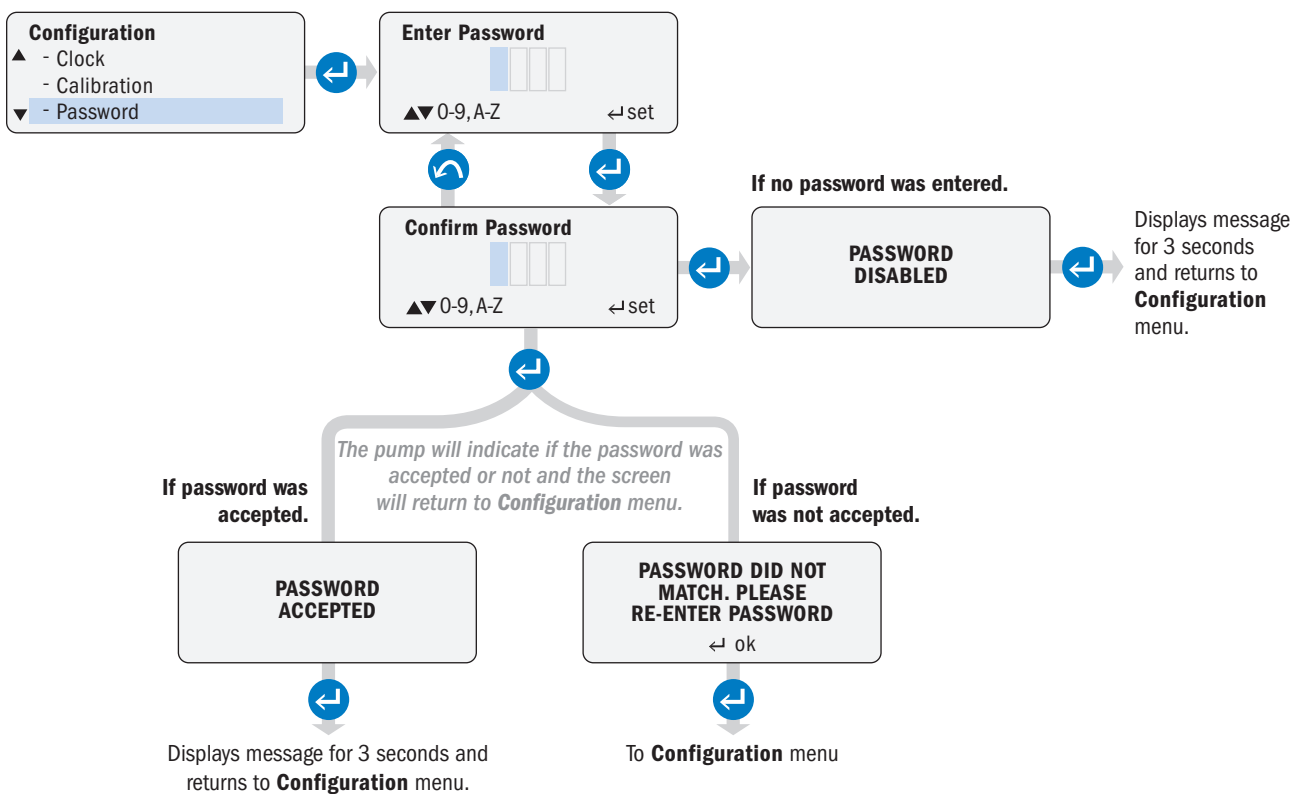 Configuration
- Clock
- Calibration
- Password
Enter Password
▲▼ 0-9, A-Z ↵ set
Confirm Password
▲▼ 0-9, A-Z ↵ set
If no password was entered.
PASSWORD
DISABLED
Displays message
for 3 seconds
and returns to
Configuration
menu.
The pump will indicate if the password was
accepted or not and the screen
will return to Configuration menu.
If password was
accepted.
PASSWORD
ACCEPTED
Displays message for 3 seconds and
returns to Configuration menu.
If password
was not accepted.
PASSWORD DID NOT
MATCH. PLEASE
RE-ENTER PASSWORD
↵ ok
To Configuration menu